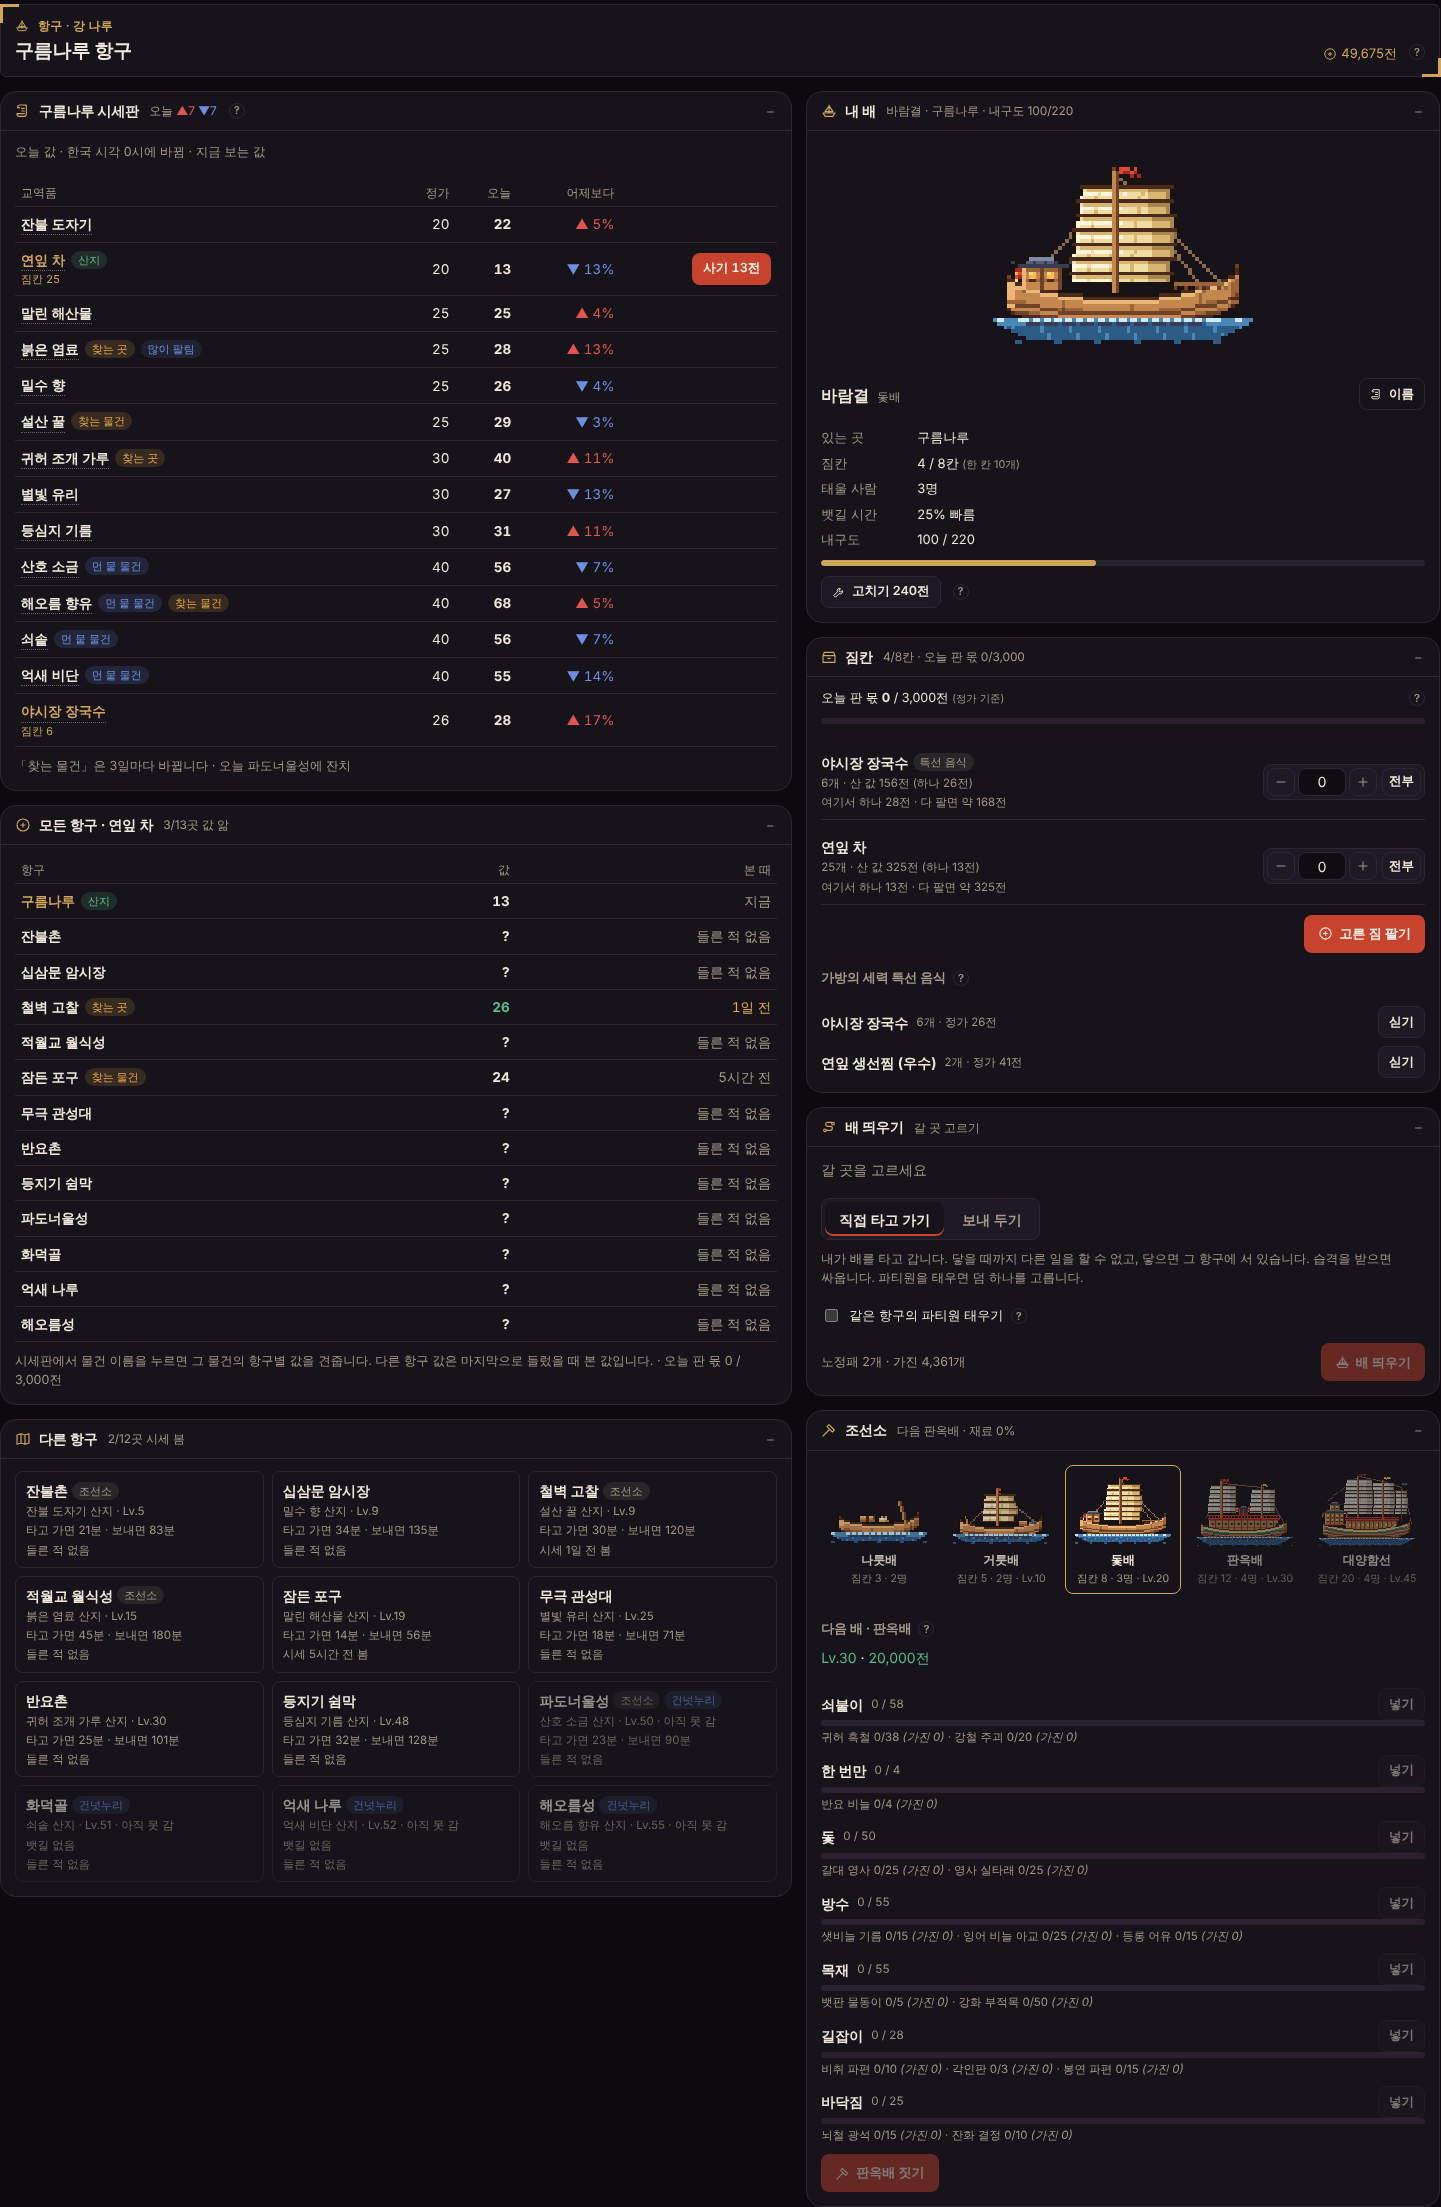 항구 · 강 나루
구름나루 항구
49,675전 ?
구름나루 시세판 오늘 ▲7 ▼7 ?
오늘 값 · 한국 시각 0시에 바뀜 · 지금 보는 값
교역품 정가 오늘 어제보다
잔불 도자기 20 22 ▲ 5%
연잎 차 산지 20 13 ▼ 13% 사기 13전
짐칸 25
말린 해산물 25 25 ▲ 4%
붉은 염료 찾는 곳 많이 팔림 25 28 ▲ 13%
밀수 향 25 26 ▼ 4%
설산 꿀 찾는 물건 25 29 ▼ 3%
귀허 조개 가루 찾는 곳 30 40 ▲ 11%
별빛 유리 30 27 ▼ 13%
등심지 기름 30 31 ▲ 11%
산호 소금 먼 뭍 물건 40 56 ▼ 7%
해오름 향유 먼 뭍 물건 찾는 물건 40 68 ▲ 5%
쇠솥 먼 뭍 물건 40 56 ▼ 7%
억새 비단 먼 뭍 물건 40 55 ▼ 14%
야시장 장국수 26 28 ▲ 17%
짐칸 6
「찾는 물건」은 3일마다 바뀝니다 · 오늘 파도너울성에 잔치
모든 항구 · 연잎 차 3/13곳 값 앎
항구 값 본 때
구름나루 산지 13 지금
잔불촌 ? 들른 적 없음
십삼문 암시장 ? 들른 적 없음
철벽 고찰 찾는 곳 26 1일 전
적월교 월식성 ? 들른 적 없음
잠든 포구 찾는 물건 24 5시간 전
무극 관성대 ? 들른 적 없음
반요촌 ? 들른 적 없음
등지기 쉼막 ? 들른 적 없음
파도너울성 ? 들른 적 없음
화덕골 ? 들른 적 없음
억새 나루 ? 들른 적 없음
해오름성 ? 들른 적 없음
시세판에서 물건 이름을 누르면 그 물건의 항구별 값을 견줍니다. 다른 항구 값은 마지막으로 들렀을 때 본 값입니다. · 오늘 판 몫 0 /
3,000전
다른 항구 2/12곳 시세 봄
잔불촌 조선소
잔불 도자기 산지 · Lv.5
타고 가면 21분 · 보내면 83분
들른 적 없음
십삼문 암시장
밀수 향 산지 · Lv.9
타고 가면 34분 · 보내면 135분
들른 적 없음
철벽 고찰 조선소
설산 꿀 산지 · Lv.9
타고 가면 30분 · 보내면 120분
시세 1일 전 봄
적월교 월식성 조선소
붉은 염료 산지 · Lv.15
타고 가면 45분 · 보내면 180분
들른 적 없음
잠든 포구
말린 해산물 산지 · Lv.19
타고 가면 14분 · 보내면 56분
시세 5시간 전 봄
무극 관성대
별빛 유리 산지 · Lv.25
타고 가면 18분 · 보내면 71분
들른 적 없음
반요촌
귀허 조개 가루 산지 · Lv.30
타고 가면 25분 · 보내면 101분
들른 적 없음
등지기 쉼막
등심지 기름 산지 · Lv.48
타고 가면 32분 · 보내면 128분
들른 적 없음
파도너울성 조선소 건넛누리
산호 소금 산지 · Lv.50 · 아직 못 감
타고 가면 23분 · 보내면 90분
들른 적 없음
화덕골 건넛누리
쇠솥 산지 · Lv.51 · 아직 못 감
뱃길 없음
들른 적 없음
억새 나루 건넛누리
억새 비단 산지 · Lv.52 · 아직 못 감
뱃길 없음
들른 적 없음
해오름성 건넛누리
해오름 향유 산지 · Lv.55 · 아직 못 감
뱃길 없음
들른 적 없음
내 배 바람결 · 구름나루 · 내구도 100/220
바람결 돛배 이름
있는 곳 구름나루
짐칸 4 / 8칸 (한 칸 10개)
태울 사람 3명
뱃길 시간 25% 빠름
내구도 100 / 220
고치기 240전 ?
짐칸 4/8칸 · 오늘 판 몫 0/3,000
오늘 판 몫 0 / 3,000전 (정가 기준) ?
야시장 장국수 특선 음식
6개 · 산 값 156전 (하나 26전)
여기서 하나 28전 · 다 팔면 약 168전
− 0 + 전부
연잎 차
25개 · 산 값 325전 (하나 13전)
여기서 하나 13전 · 다 팔면 약 325전
− 0 + 전부
고른 짐 팔기
가방의 세력 특선 음식 ?
야시장 장국수 6개 · 정가 26전 싣기
연잎 생선찜 (우수) 2개 · 정가 41전 싣기
배 띄우기 갈 곳 고르기
갈 곳을 고르세요
직접 타고 가기 보내 두기
내가 배를 타고 갑니다. 닿을 때까지 다른 일을 할 수 없고, 닿으면 그 항구에 서 있습니다. 습격을 받으면
싸웁니다. 파티원을 태우면 덤 하나를 고릅니다.
같은 항구의 파티원 태우기 ?
노정패 2개 · 가진 4,361개 배 띄우기
조선소 다음 판옥배 · 재료 0%
나룻배
짐칸 3 · 2명
거룻배
짐칸 5 · 2명 · Lv.10
돛배
짐칸 8 · 3명 · Lv.20
판옥배
짐칸 12 · 4명 · Lv.30
대양함선
짐칸 20 · 4명 · Lv.45
다음 배 · 판옥배 ?
Lv.30 · 20,000전
쇠붙이 0 / 58 넣기
귀허 흑철 0/38 (가진 0) · 강철 주괴 0/20 (가진 0)
한 번만 0 / 4 넣기
반요 비늘 0/4 (가진 0)
돛 0 / 50 넣기
갈대 영사 0/25 (가진 0) · 영사 실타래 0/25 (가진 0)
방수 0 / 55 넣기
샛비늘 기름 0/15 (가진 0) · 잉어 비늘 아교 0/25 (가진 0) · 등롱 어유 0/15 (가진 0)
목재 0 / 55 넣기
뱃판 물동이 0/5 (가진 0) · 강화 부적목 0/50 (가진 0)
길잡이 0 / 28 넣기
비취 파편 0/10 (가진 0) · 각인판 0/3 (가진 0) · 봉연 파편 0/15 (가진 0)
바닥짐 0 / 25 넣기
뇌철 광석 0/15 (가진 0) · 잔화 결정 0/10 (가진 0)
판옥배 짓기